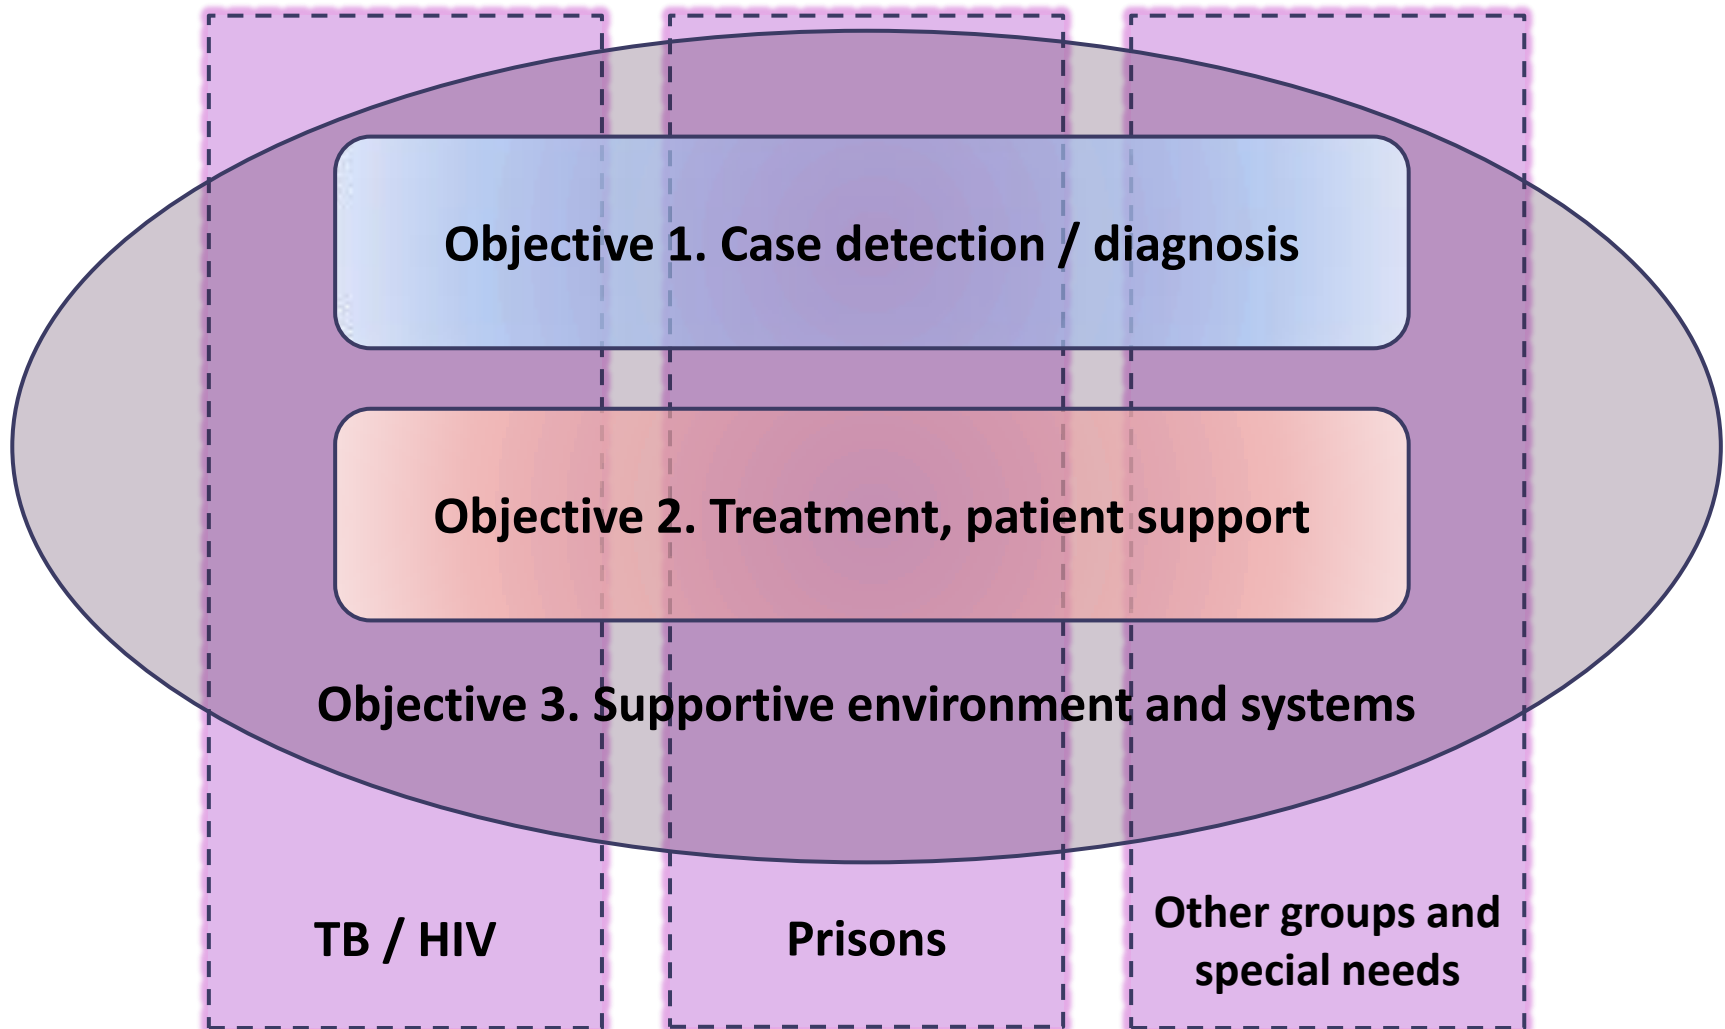 Objective 1. Case detection / diagnosis
Objective 2. Treatment, patient support
Objective 3. Supportive environment and systems
TB / HIV
Prisons
Other groups and
special needs